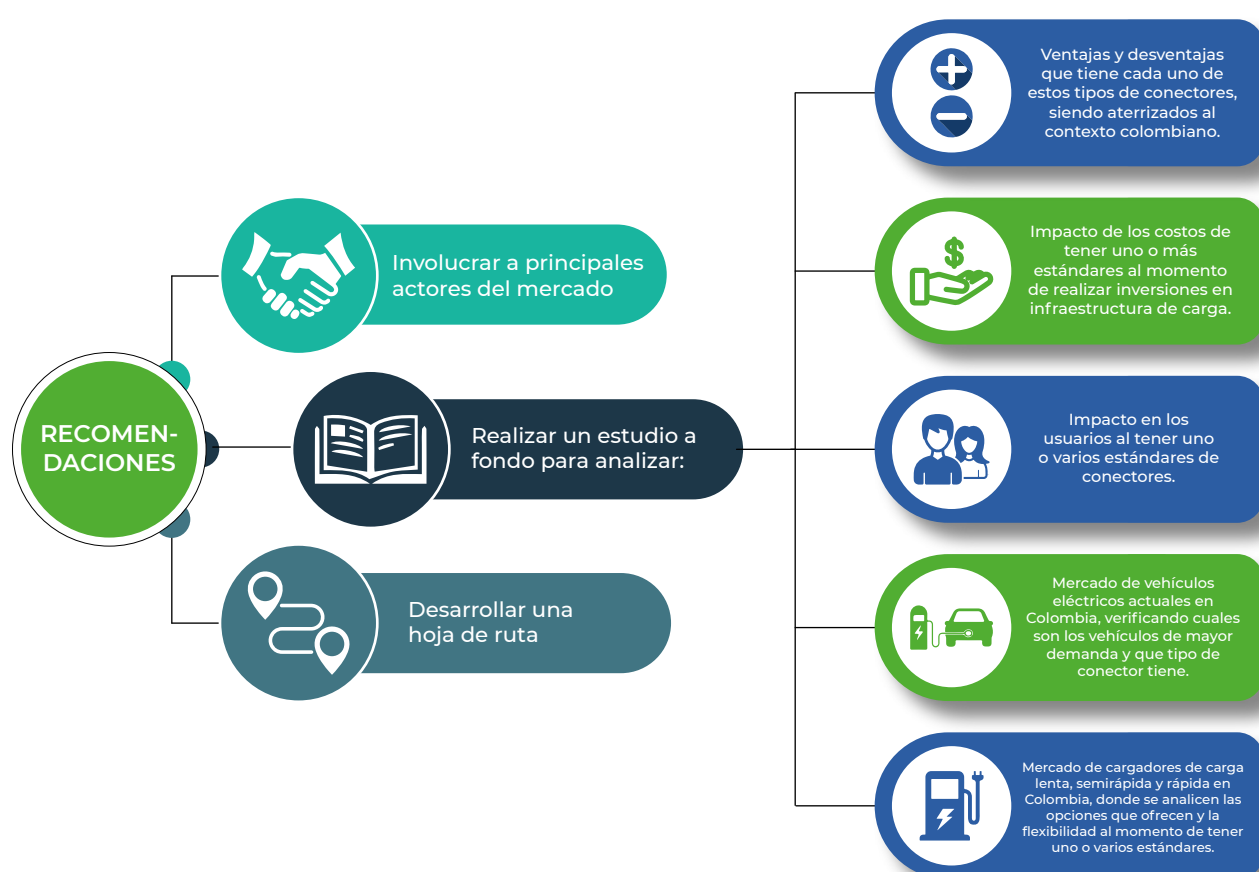 RECOMEN-
DACIONES
Involucrar a principales
actores del mercado
Realizar un estudio a
fondo para analizar:
Desarrollar una
hoja de ruta
Ventajas y desventajas
que tiene cada uno de
estos tipos de conectores,
siendo aterrizados al
contexto colombiano.
$
Impacto de los costos de
tener uno o más
estándares al momento
de realizar inversiones en
infraestructura de carga.
Impacto en los
usuarios al tener uno
o varios estándares de
conectores.
Mercado de vehículos
eléctricos actuales en
Colombia, verificando cuales
son los vehículos de mayor
demanda y que tipo de
conector tiene.
Mercado de cargadores de carga
lenta, semirápida y rápida en
Colombia, donde se analicen las
opciones que ofrecen y la
flexibilidad al momento de tener
uno o varios estándares.